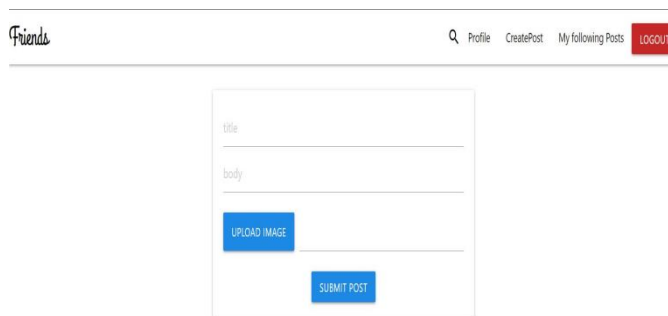 Friends
Profile CreatePost My following Posts LOGOUT
title
body
UPLOAD IMAGE
SUBMIT POST